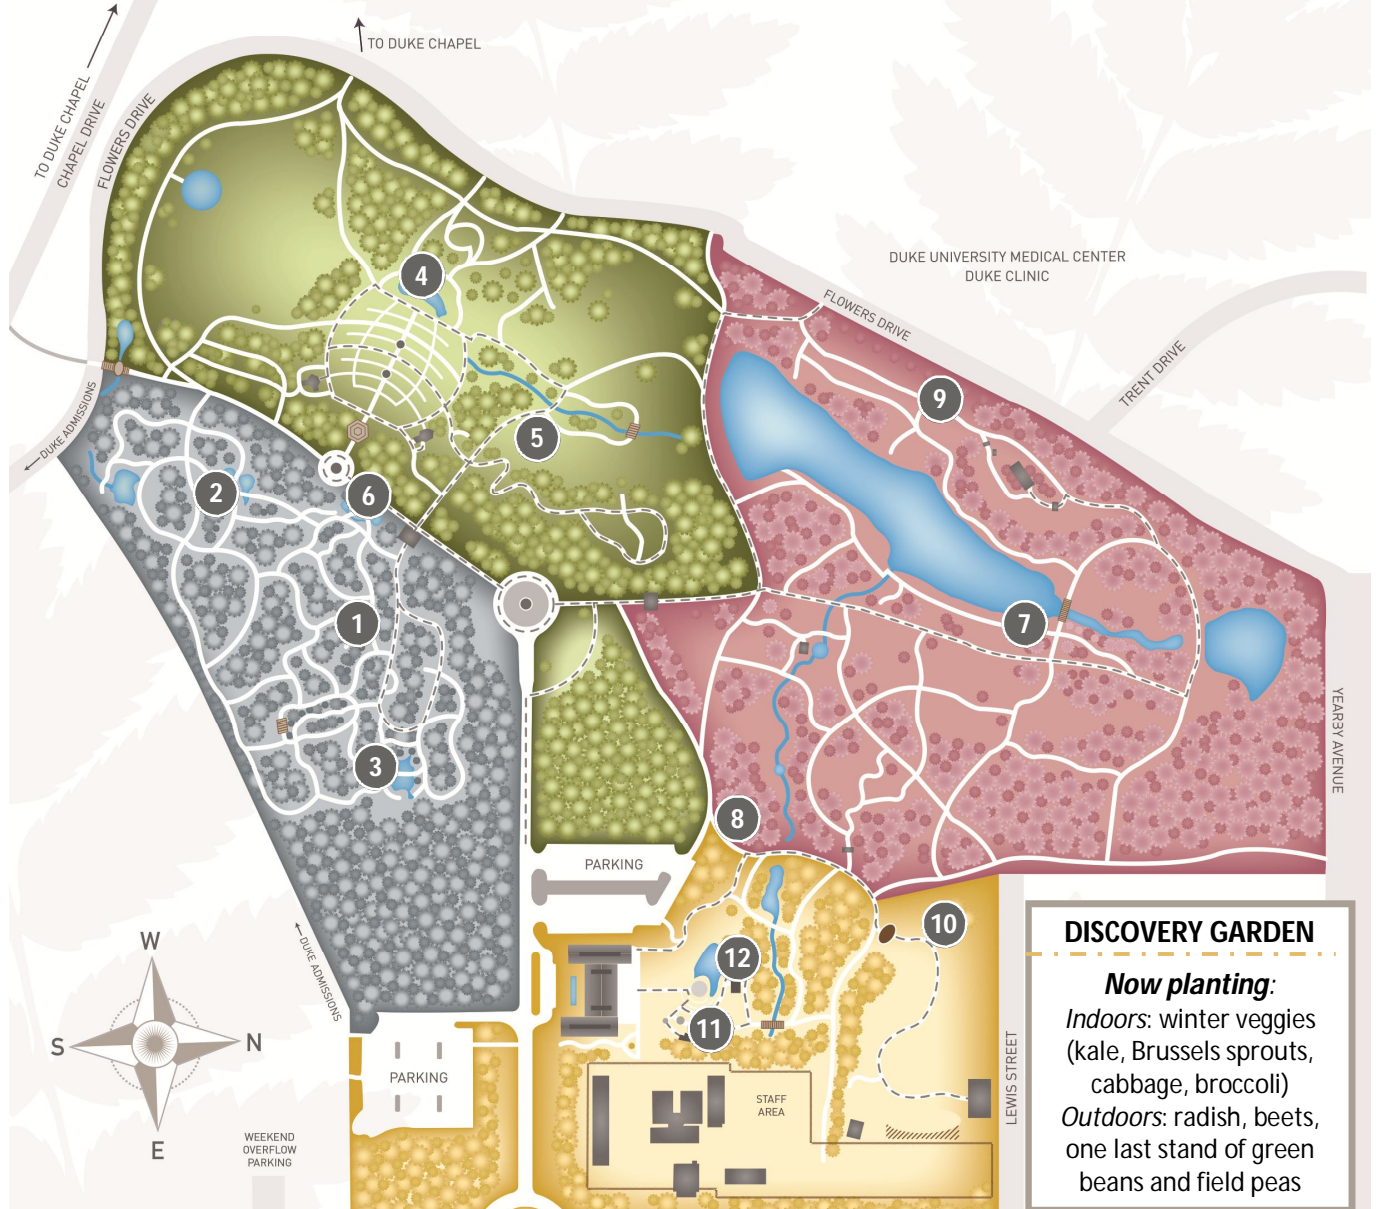 TO DUKE CHAPEL
TO DUKE CHAPEL
CHAPEL DRIVE
FLOWERS DRIVE
DUKE UNIVERSITY MEDICAL CENTER
DUKE CLINIC
FLOWERS DRIVE
TRENT DRIVE
DUKE ADMISSIONS
4
9
5
2
6
1
7
3
8
YEARBY AVENUE
PARKING
10
12
11
DUKE ADMISSIONS
W
S
N
E
PARKING
STAFF
AREA
LEWIS STREET
WEEKEND
OVERFLOW
PARKING
DISCOVERY GARDEN
Now planting:
Indoors: winter veggies
(kale, Brussels sprouts,
cabbage, broccoli)
Outdoors: radish, beets,
one last stand of green
beans and field peas